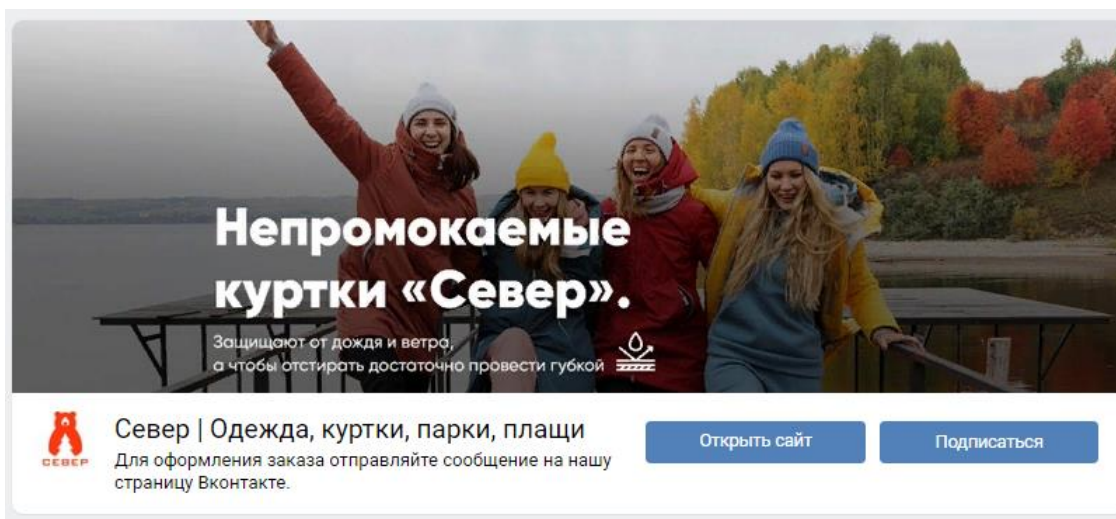 Непромокаемые
куртки «Север».
Защищают от дождя и ветра,
а чтобы отстирать достаточно провести губкой
СЕВЕР
Север | Одежда, куртки, парки, плащи
Для оформления заказа отправляйте сообщение на нашу
страницу Вконтакте.
Открыть сайт
Подписаться